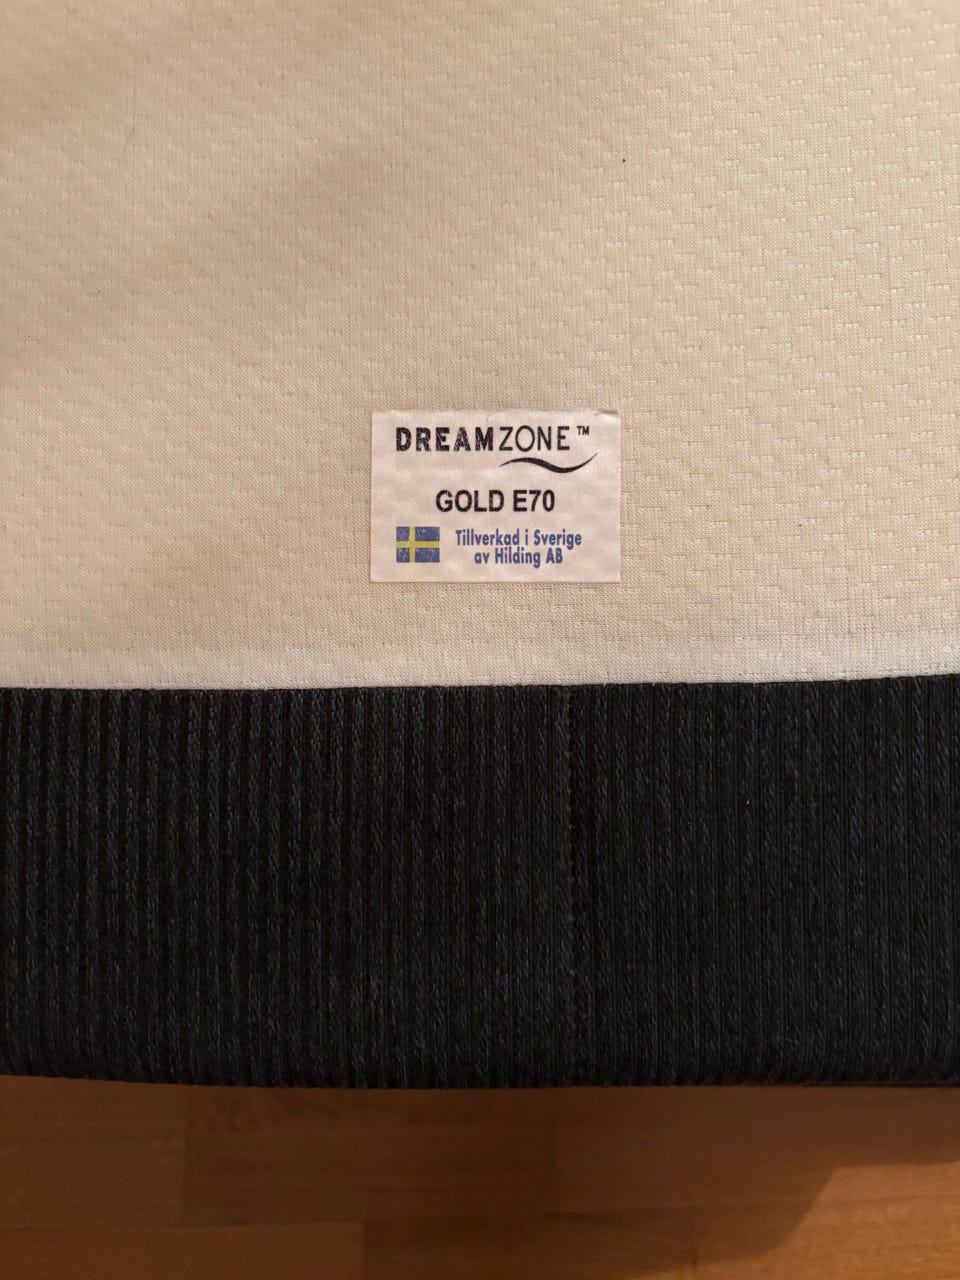 DREAMZONE™
GOLD E70
Tillverkad i Sverige
av Hilding AB